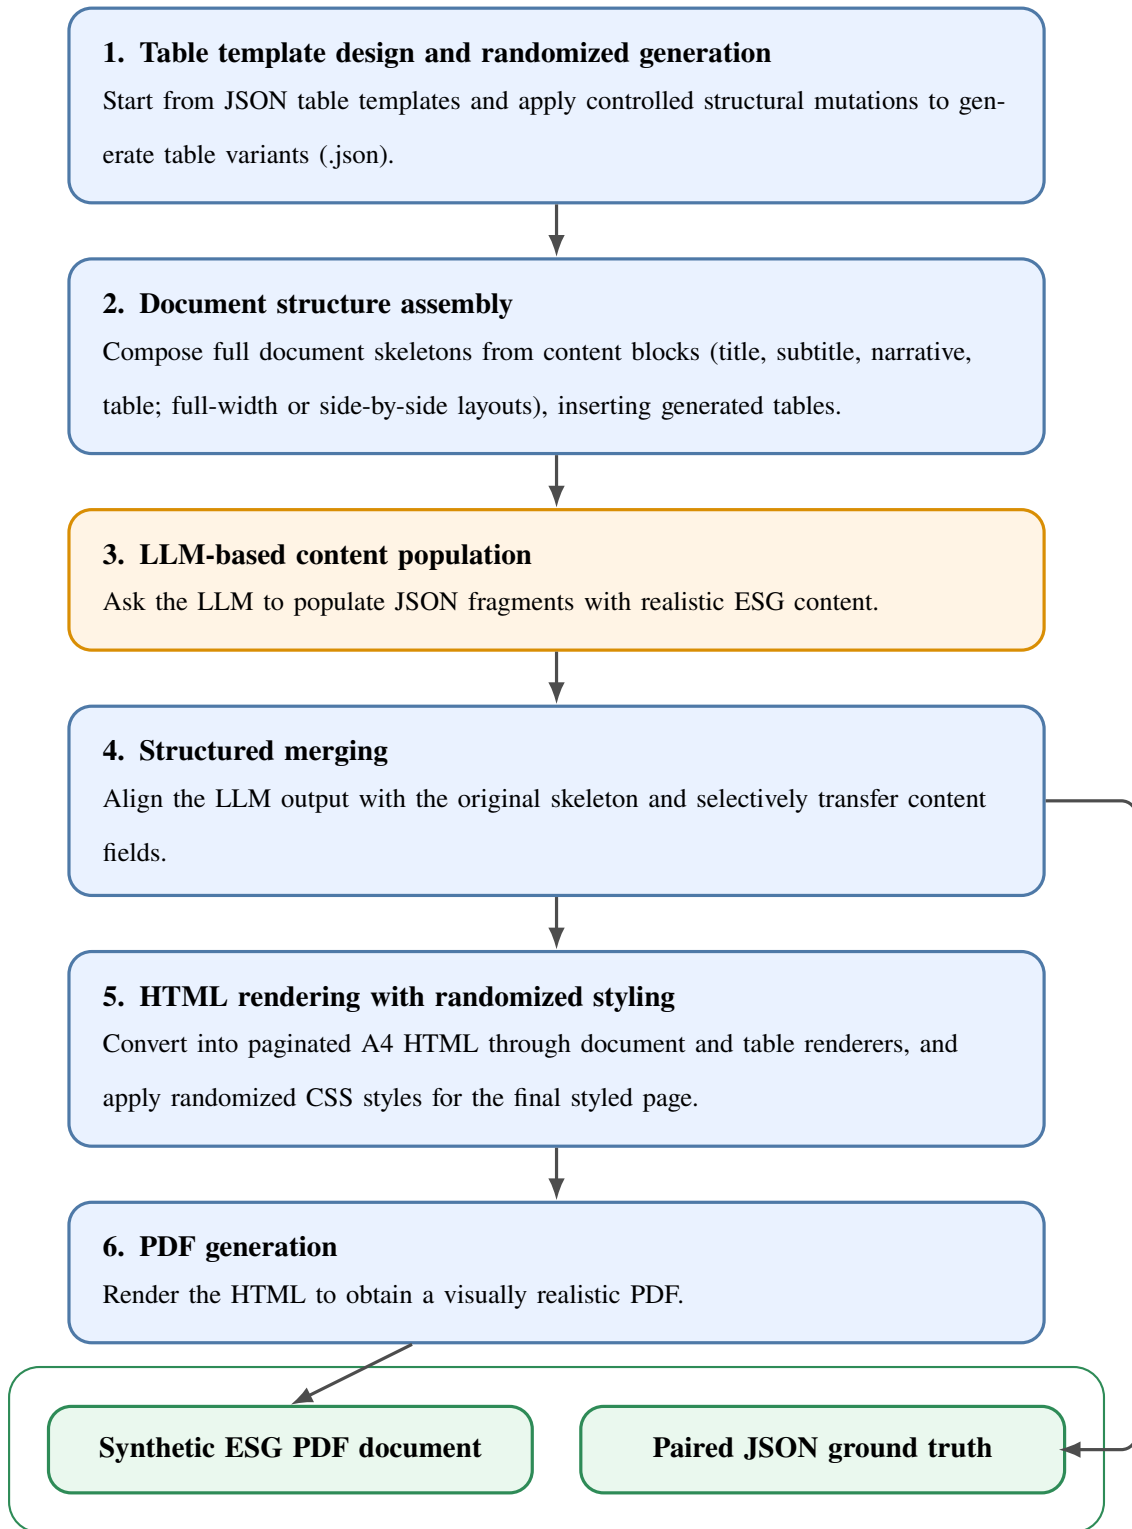 1. Table template design and randomized generation
Start from JSON table templates and apply controlled structural mutations to gen-
erate table variants (.json).
2. Document structure assembly
Compose full document skeletons from content blocks (title, subtitle, narrative,
table; full-width or side-by-side layouts), inserting generated tables.
3. LLM-based content population
Ask the LLM to populate JSON fragments with realistic ESG content.
4. Structured merging
Align the LLM output with the original skeleton and selectively transfer content
fields.
5. HTML rendering with randomized styling
Convert into paginated A4 HTML through document and table renderers, and
apply randomized CSS styles for the final styled page.
6. PDF generation
Render the HTML to obtain a visually realistic PDF.
Synthetic ESG PDF document
Paired JSON ground truth